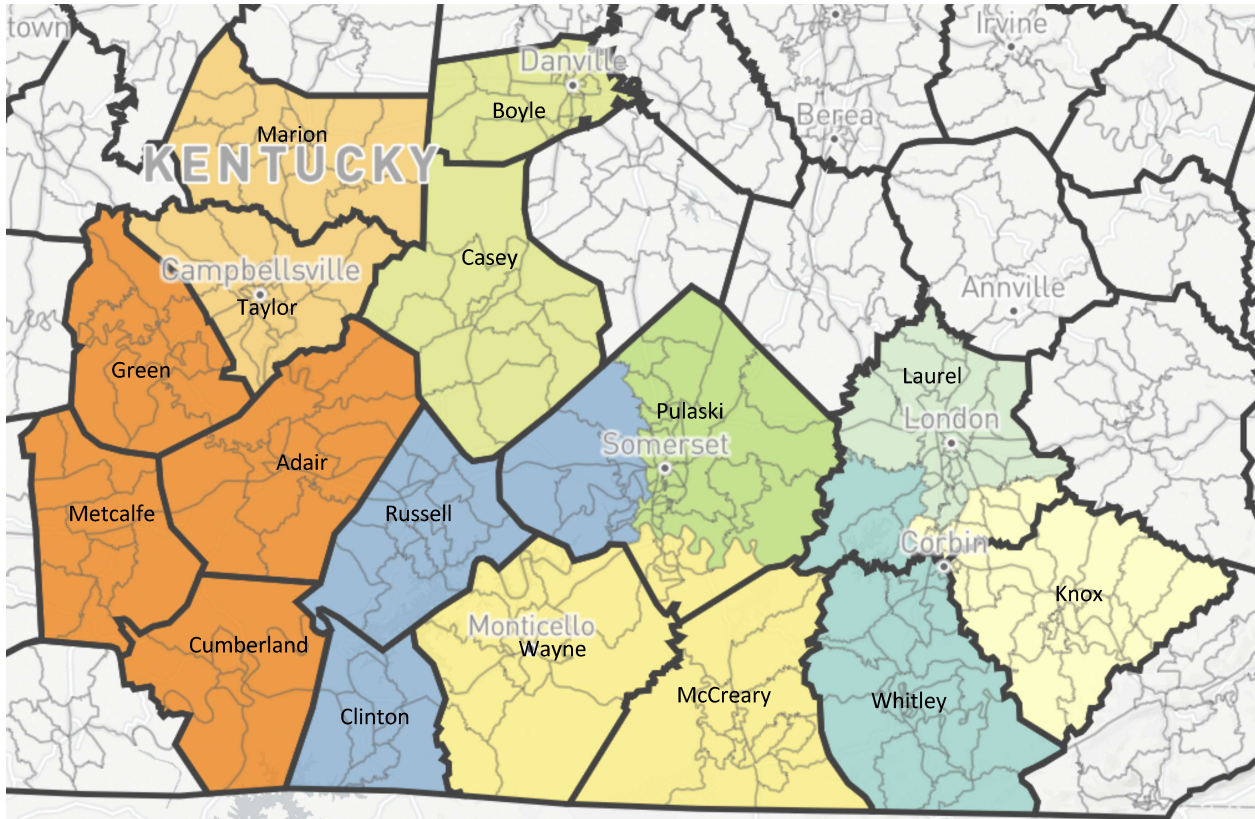 town
Irvine
Danville
Boyle
Berea
Marion
KENTUCKY
Casey
Campbellsville
Taylor
Annville
Green
Laurel
Pulaski
London
Somerset
Adair
Metcalfe
Russell
Corbin
Knox
Monticello
Wayne
Cumberland
McCreary
Whitley
Clinton